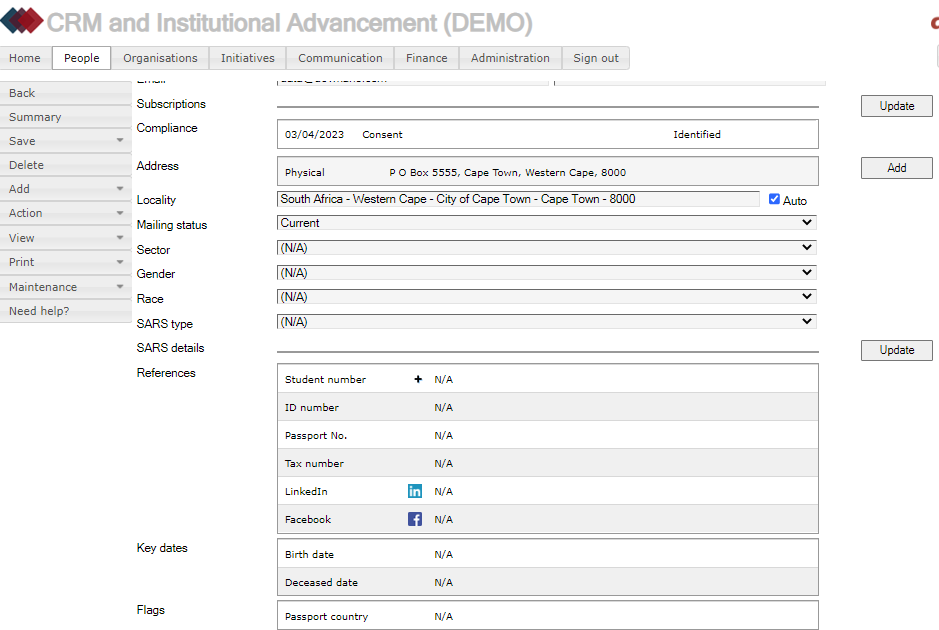 CRM and Institutional Advancement (DEMO)
Home People Organisations Initiatives Communication Finance Administration Sign out
Back
Summary
Save
Delete
Add
Action
View
Print
Maintenance
Need help?
Subscriptions
Update
Compliance
03/04/2023 Consent Identified
Address
Physical P O Box 5555, Cape Town, Western Cape, 8000
Add
Locality
South Africa - Western Cape - City of Cape Town - Cape Town - 8000
Auto
Mailing status
Current
Sector
(N/A)
Gender
(N/A)
Race
(N/A)
SARS type
(N/A)
SARS details
Update
References
Student number + N/A
ID number N/A
Passport No. N/A
Tax number N/A
LinkedIn in N/A
Facebook f N/A
Key dates
Birth date N/A
Deceased date N/A
Flags
Passport country N/A